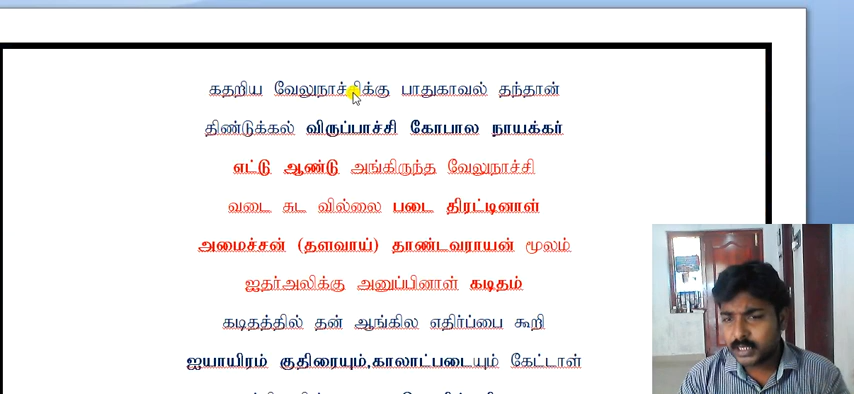 கதறிய வேலுநாச்சிக்கு பாதுகாவல் தந்தான்
திண்டுக்கல் விருப்பாச்சி கோபால நாயக்கர்
எட்டு ஆண்டு அங்கிருந்த வேலுநாச்சி
வடை சுட வில்லை படை திரட்டினாள்
அமைச்சன் (தளவாய்) தாண்டவராயன் மூலம்
ஐதர்அலிக்கு அனுப்பினாள் கடிதம்
கடிதத்தில் தன் ஆங்கில எதிர்ப்பை கூறி
ஐயாயிரம் குதிரையும்,காலாட்படையும் கேட்டாள்